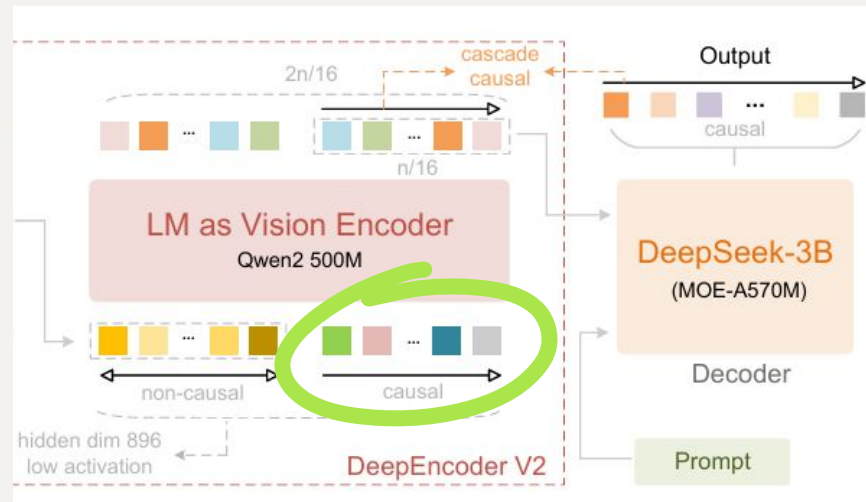 cascade
causal
Output
2n/16
...
...
...
causal
n/16
LM as Vision Encoder
Qwen2 500M
DeepSeek-3B
(MOE-A570M)
...
...
non-causal
causal
Decoder
hidden dim 896
low activation
DeepEncoder V2
Prompt